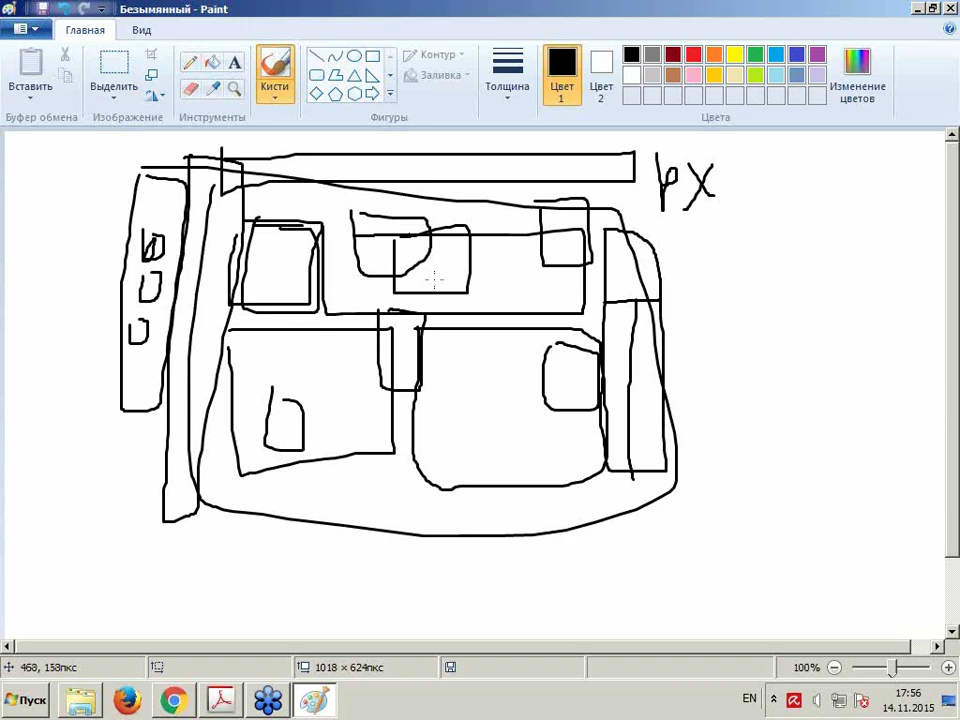 Безымянный - Paint
Главная
Вид
Вставить
Выделить
Кисти
Контур
Заливка
Толщина
Цвет 1
Цвет 2
Изменение цветов
Буфер обмена
Изображение
Инструменты
Фигуры
Цвета
px
468, 153пкс
1018 × 624пкс
100%
Пуск
EN
17:56
14.11.2015